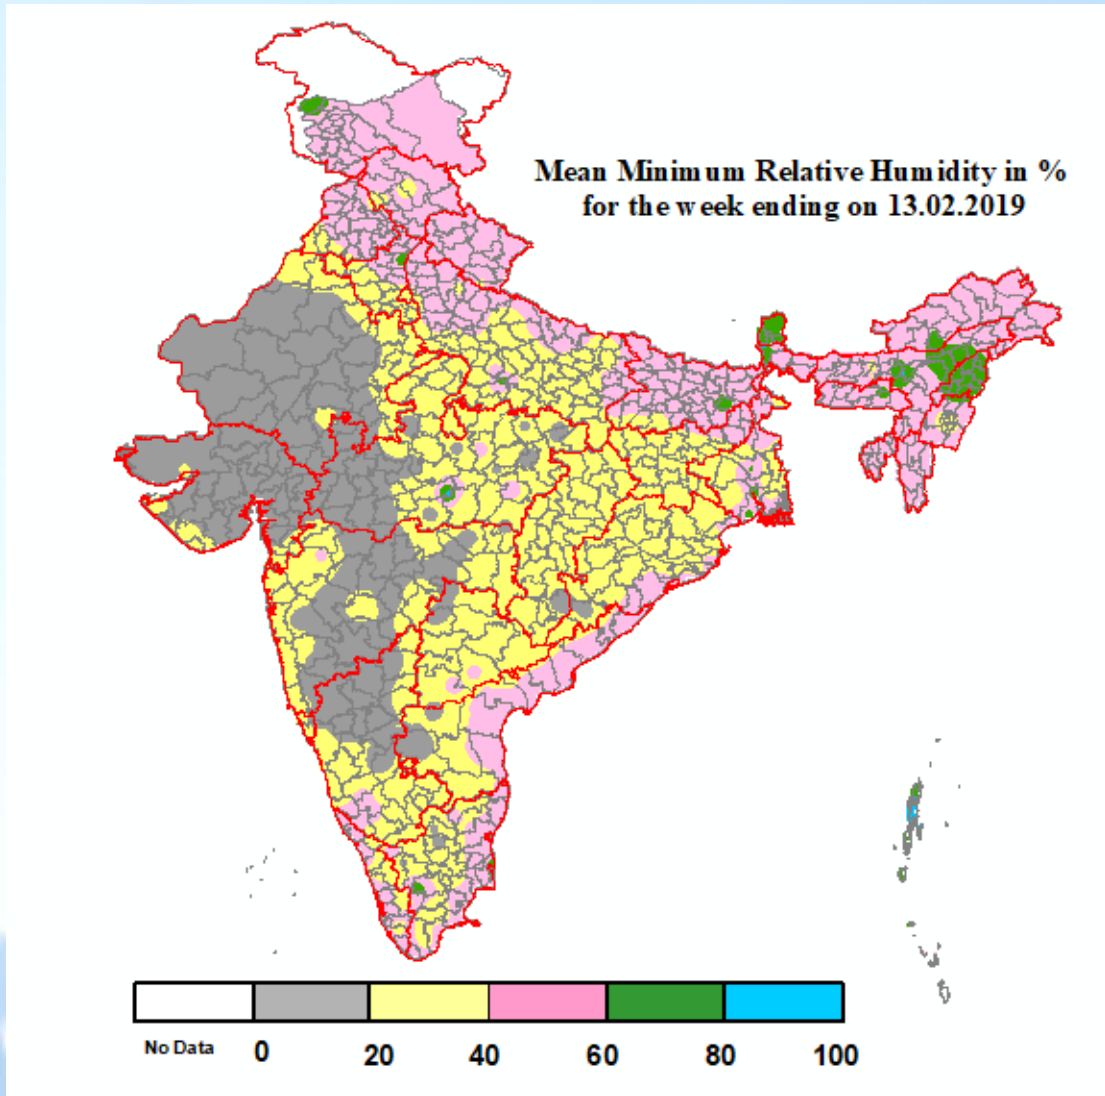 Mean Minimum Relative Humidity in %
for the week ending on 13.02.2019
No Data 0 20 40 60 80 100